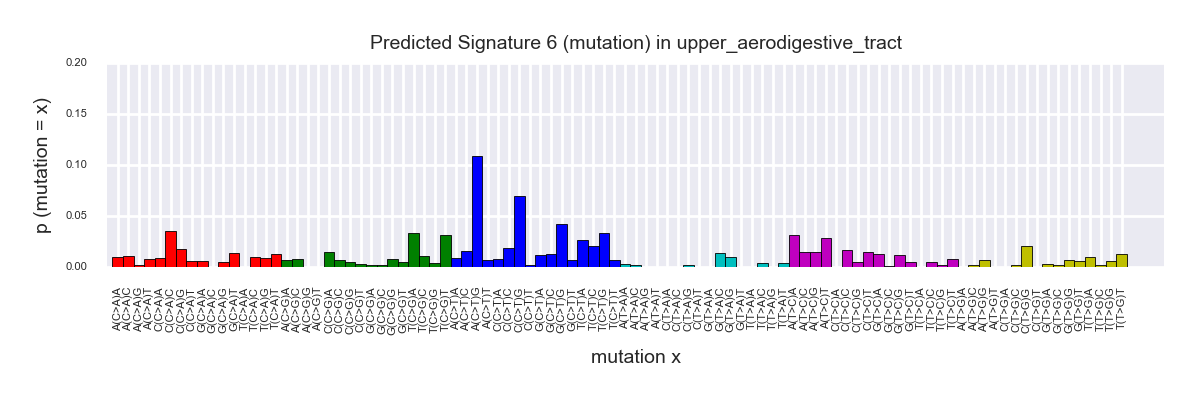 Predicted Signature 6 (mutation) in upper_aerodigestive_tract
0.20
0.15
0.10
0.05
0.00
p (mutation = x)
A(C>A)A
A(C>A)C
A(C>A)G
A(C>A)T
C(C>A)A
C(C>A)C
C(C>A)G
C(C>A)T
G(C>A)A
G(C>A)C
G(C>A)G
G(C>A)T
T(C>A)A
T(C>A)C
T(C>A)G
T(C>A)T
A(C>G)A
A(C>G)C
A(C>G)G
A(C>G)T
C(C>G)A
C(C>G)C
C(C>G)G
C(C>G)T
G(C>G)A
G(C>G)C
G(C>G)G
G(C>G)T
T(C>G)A
T(C>G)C
T(C>G)G
T(C>G)T
A(C>T)A
A(C>T)C
A(C>T)G
A(C>T)T
C(C>T)A
C(C>T)C
C(C>T)G
C(C>T)T
G(C>T)A
G(C>T)C
G(C>T)G
G(C>T)T
T(C>T)A
T(C>T)C
T(C>T)G
T(C>T)T
A(T>A)A
A(T>A)C
A(T>A)G
A(T>A)T
C(T>A)A
C(T>A)C
C(T>A)G
C(T>A)T
G(T>A)A
G(T>A)C
G(T>A)G
G(T>A)T
T(T>A)A
T(T>A)C
T(T>A)G
T(T>A)T
A(T>C)A
A(T>C)C
A(T>C)G
A(T>C)T
C(T>C)A
C(T>C)C
C(T>C)G
C(T>C)T
G(T>C)A
G(T>C)C
G(T>C)G
G(T>C)T
T(T>C)A
T(T>C)C
T(T>C)G
T(T>C)T
A(T>G)A
A(T>G)C
A(T>G)G
A(T>G)T
C(T>G)A
C(T>G)C
C(T>G)G
C(T>G)T
G(T>G)A
G(T>G)C
G(T>G)G
G(T>G)T
T(T>G)A
T(T>G)C
T(T>G)G
T(T>G)T
mutation x